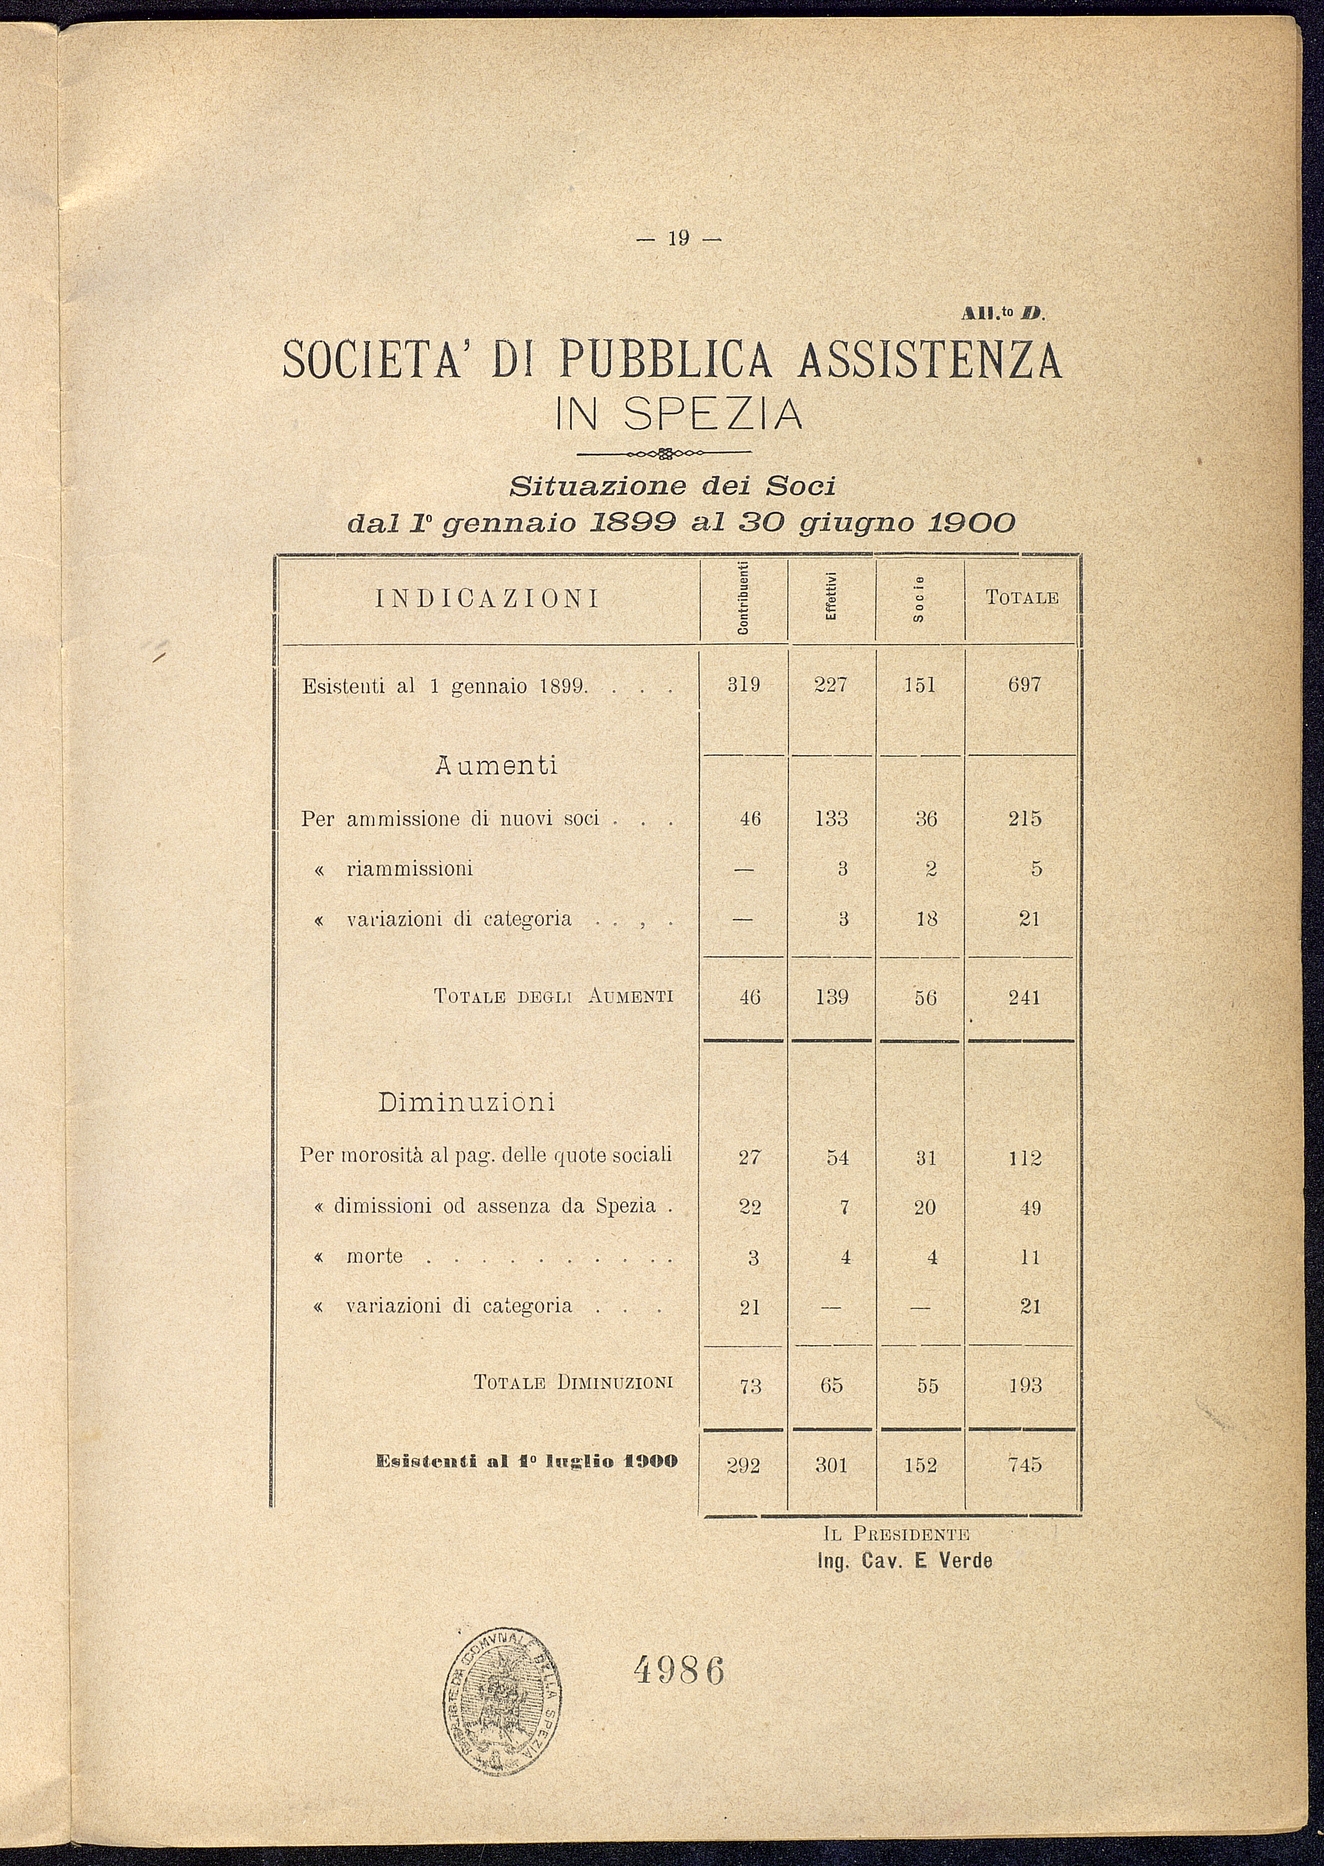 — 19 —
All.to D.
SOCIETA' DI PUBBLICA ASSISTENZA
IN SPEZIA
Situazione dei Soci
dal 1° gennaio 1899 al 30 giugno 1900
INDICAZIONI Contribuenti Effettivi Socie TOTALE
Esistenti al 1 gennaio 1899. . . . 319 227 151 697
Aumenti
Per ammissione di nuovi soci . . . 46 133 36 215
« riammissioni — 3 2 5
« variazioni di categoria . . , . — 3 18 21
TOTALE DEGLI AUMENTI 46 139 56 241
Diminuzioni
Per morosità al pag. delle quote sociali 27 54 31 112
« dimissioni od assenza da Spezia . 22 7 20 49
« morte . . . . . . . . . . 3 4 4 11
« variazioni di categoria . . . 21 — — 21
TOTALE DIMINUZIONI 73 65 55 193
Esistenti al 1° luglio 1900 292 301 152 745
IL PRESIDENTE
Ing. Cav. E Verde
COMVNALE DELLA SPEZIA
4986